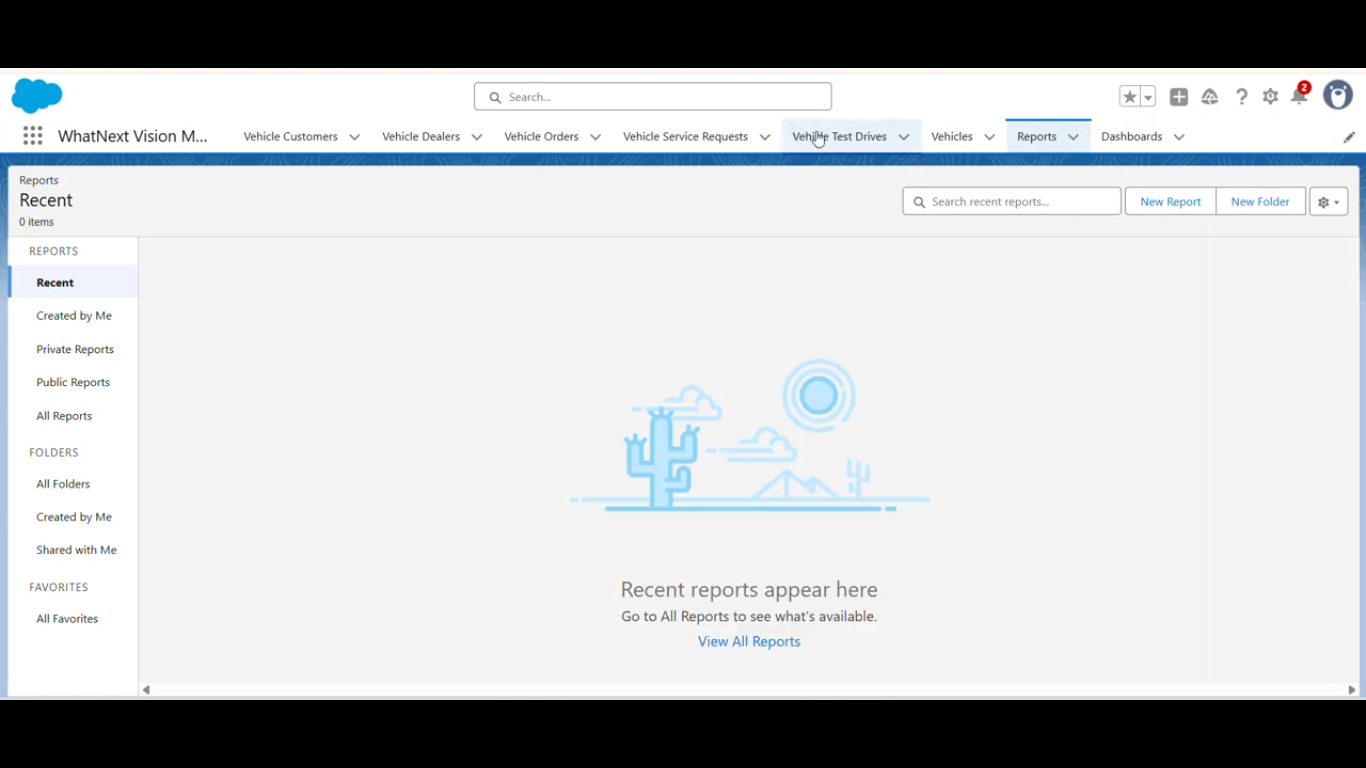 Search...
2
WhatNext Vision M...
Vehicle Customers
Vehicle Dealers
Vehicle Orders
Vehicle Service Requests
Vehicle Test Drives
Vehicles
Reports
Dashboards
Reports
Recent
0 items
Search recent reports...
New Report
New Folder
REPORTS
Recent
Created by Me
Private Reports
Public Reports
All Reports
FOLDERS
All Folders
Created by Me
Shared with Me
FAVORITES
All Favorites
Recent reports appear here
Go to All Reports to see what's available.
View All Reports